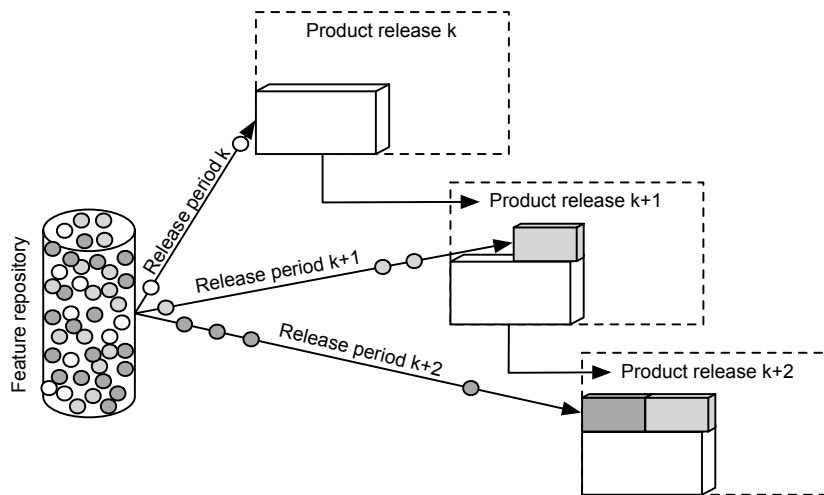 Product release k
Release period k
Product release k+1
Release period k+1
Feature repository
Release period k+2
Product release k+2